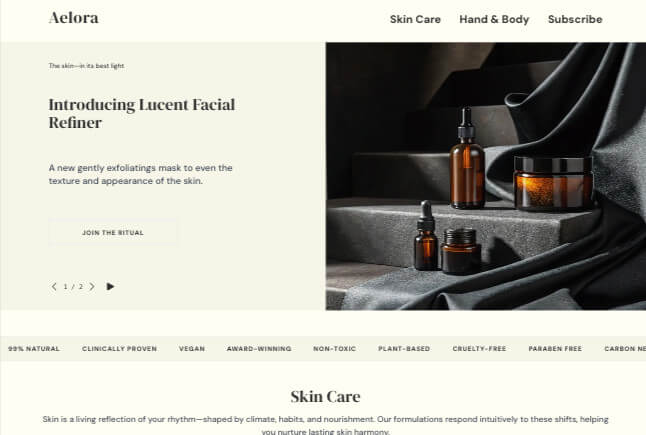 Aelora
Skin Care Hand & Body Subscribe
The skin—in its best light
Introducing Lucent Facial
Refiner
A new gently exfoliatings mask to even the
texture and appearance of the skin.
JOIN THE RITUAL
1 / 2
99% NATURAL CLINICALLY PROVEN VEGAN AWARD-WINNING NON-TOXIC PLANT-BASED CRUELTY-FREE PARABEN FREE CARBON NE
Skin Care
Skin is a living reflection of your rhythm—shaped by climate, habits, and nourishment. Our formulations respond intuitively to these shifts, helping
you nurture lasting skin harmony.